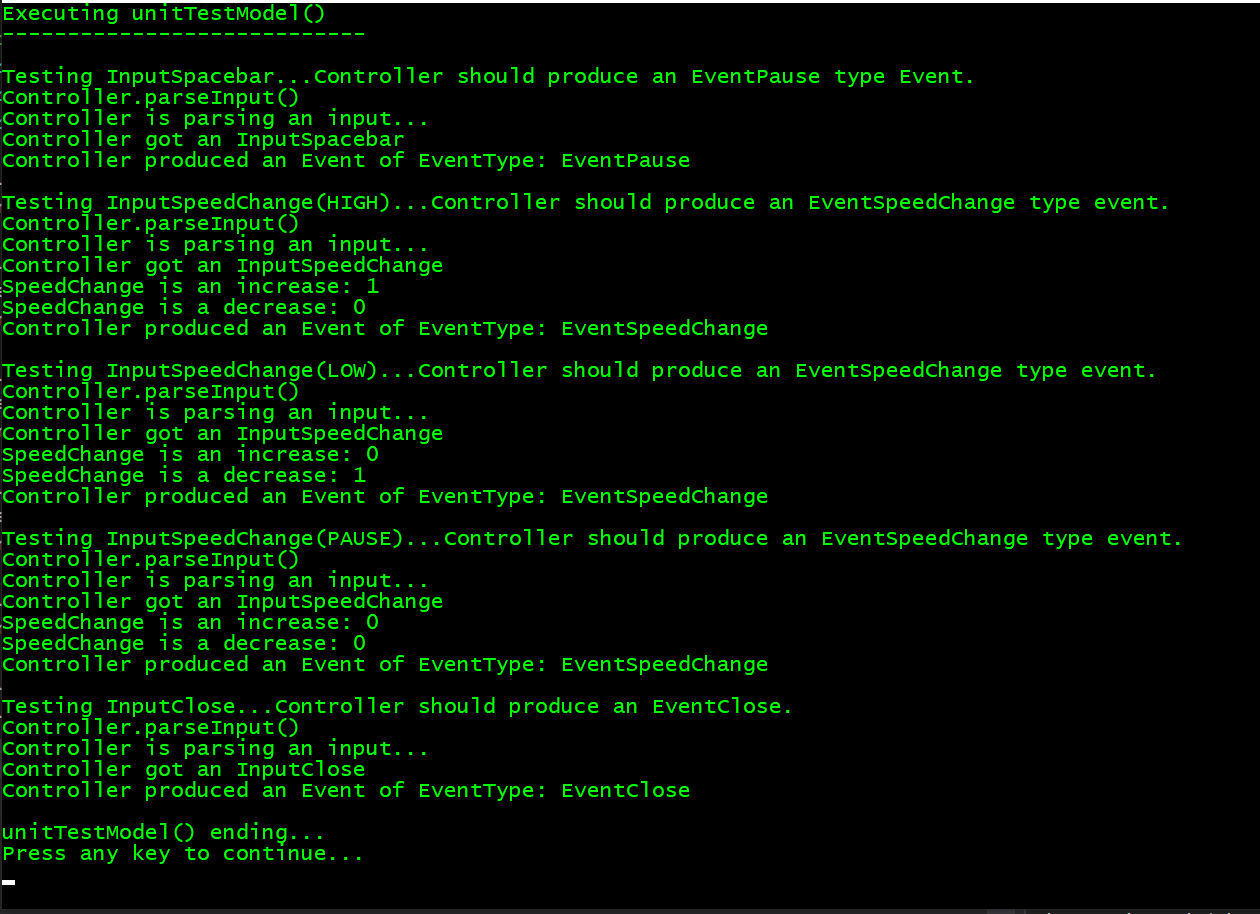 Executing unitTestModel()
----------------------------
Testing InputSpacebar...Controller should produce an EventPause type Event.
Controller.parseInput()
Controller is parsing an input...
Controller got an InputSpacebar
Controller produced an Event of EventType: EventPause
Testing InputSpeedChange(HIGH)...Controller should produce an EventSpeedChange type event.
Controller.parseInput()
Controller is parsing an input...
Controller got an InputSpeedChange
SpeedChange is an increase: 1
SpeedChange is a decrease: 0
Controller produced an Event of EventType: EventSpeedChange
Testing InputSpeedChange(LOW)...Controller should produce an EventSpeedChange type event.
Controller.parseInput()
Controller is parsing an input...
Controller got an InputSpeedChange
SpeedChange is an increase: 0
SpeedChange is a decrease: 1
Controller produced an Event of EventType: EventSpeedChange
Testing InputSpeedChange(PAUSE)...Controller should produce an EventSpeedChange type event.
Controller.parseInput()
Controller is parsing an input...
Controller got an InputSpeedChange
SpeedChange is an increase: 0
SpeedChange is a decrease: 0
Controller produced an Event of EventType: EventSpeedChange
Testing InputClose...Controller should produce an EventClose.
Controller.parseInput()
Controller is parsing an input...
Controller got an InputClose
Controller produced an Event of EventType: EventClose
unitTestModel() ending...
Press any key to continue...